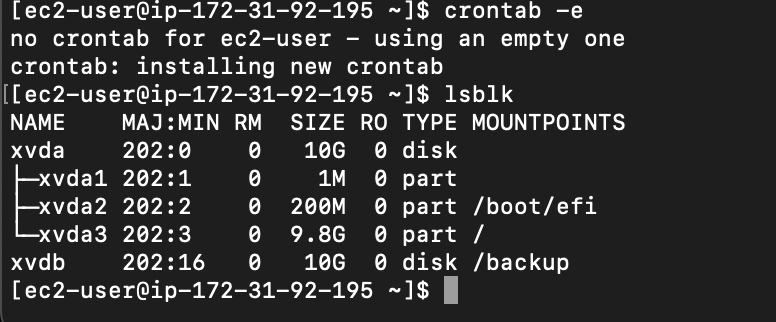 [ec2-user@ip-172-31-92-195 ~]$ crontab -e
no crontab for ec2-user - using an empty one
crontab: installing new crontab
[[ec2-user@ip-172-31-92-195 ~]$ lsblk
NAME    MAJ:MIN RM  SIZE RO TYPE MOUNTPOINTS
xvda    202:0    0   10G  0 disk
├─xvda1 202:1    0    1M  0 part
├─xvda2 202:2    0  200M  0 part /boot/efi
└─xvda3 202:3    0  9.8G  0 part /
xvdb    202:16   0   10G  0 disk /backup
[ec2-user@ip-172-31-92-195 ~]$